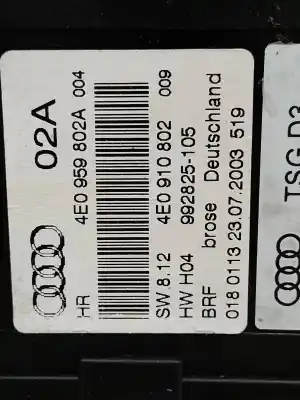 02A
HR 4E0 959 802A 004
SW 8.12 4E0 910 802 009
HW H04 992825-105
BRF brose Deutschland
018 0113 23.07.2003 519
TSG D3